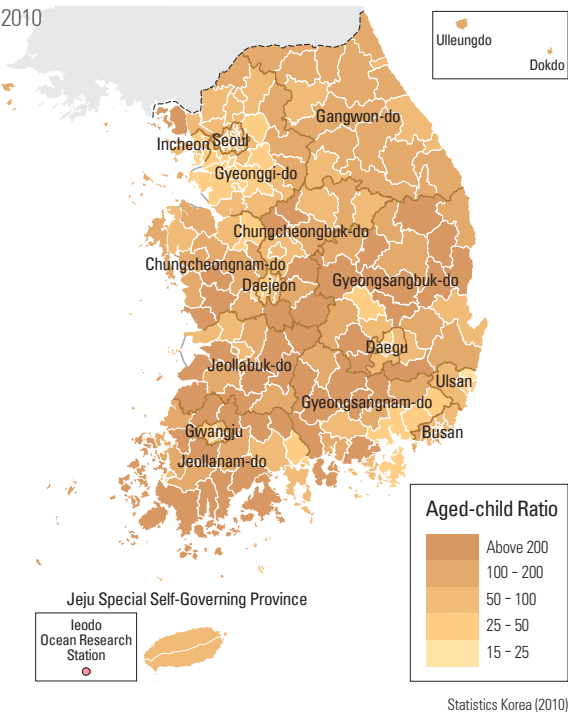 2010
Ulleungdo
Dokdo
Gangwon-do
Incheon
Seoul
Gyeonggi-do
Chungcheongbuk-do
Chungcheongnam-do
Daejeon
Gyeongsangbuk-do
Daegu
Jeollabuk-do
Ulsan
Gyeongsangnam-do
Gwangju
Busan
Jeollanam-do
Aged-child Ratio
Above 200
100 - 200
50 - 100
25 - 50
15 - 25
Jeju Special Self-Governing Province
Ieodo
Ocean Research
Station
Statistics Korea (2010)